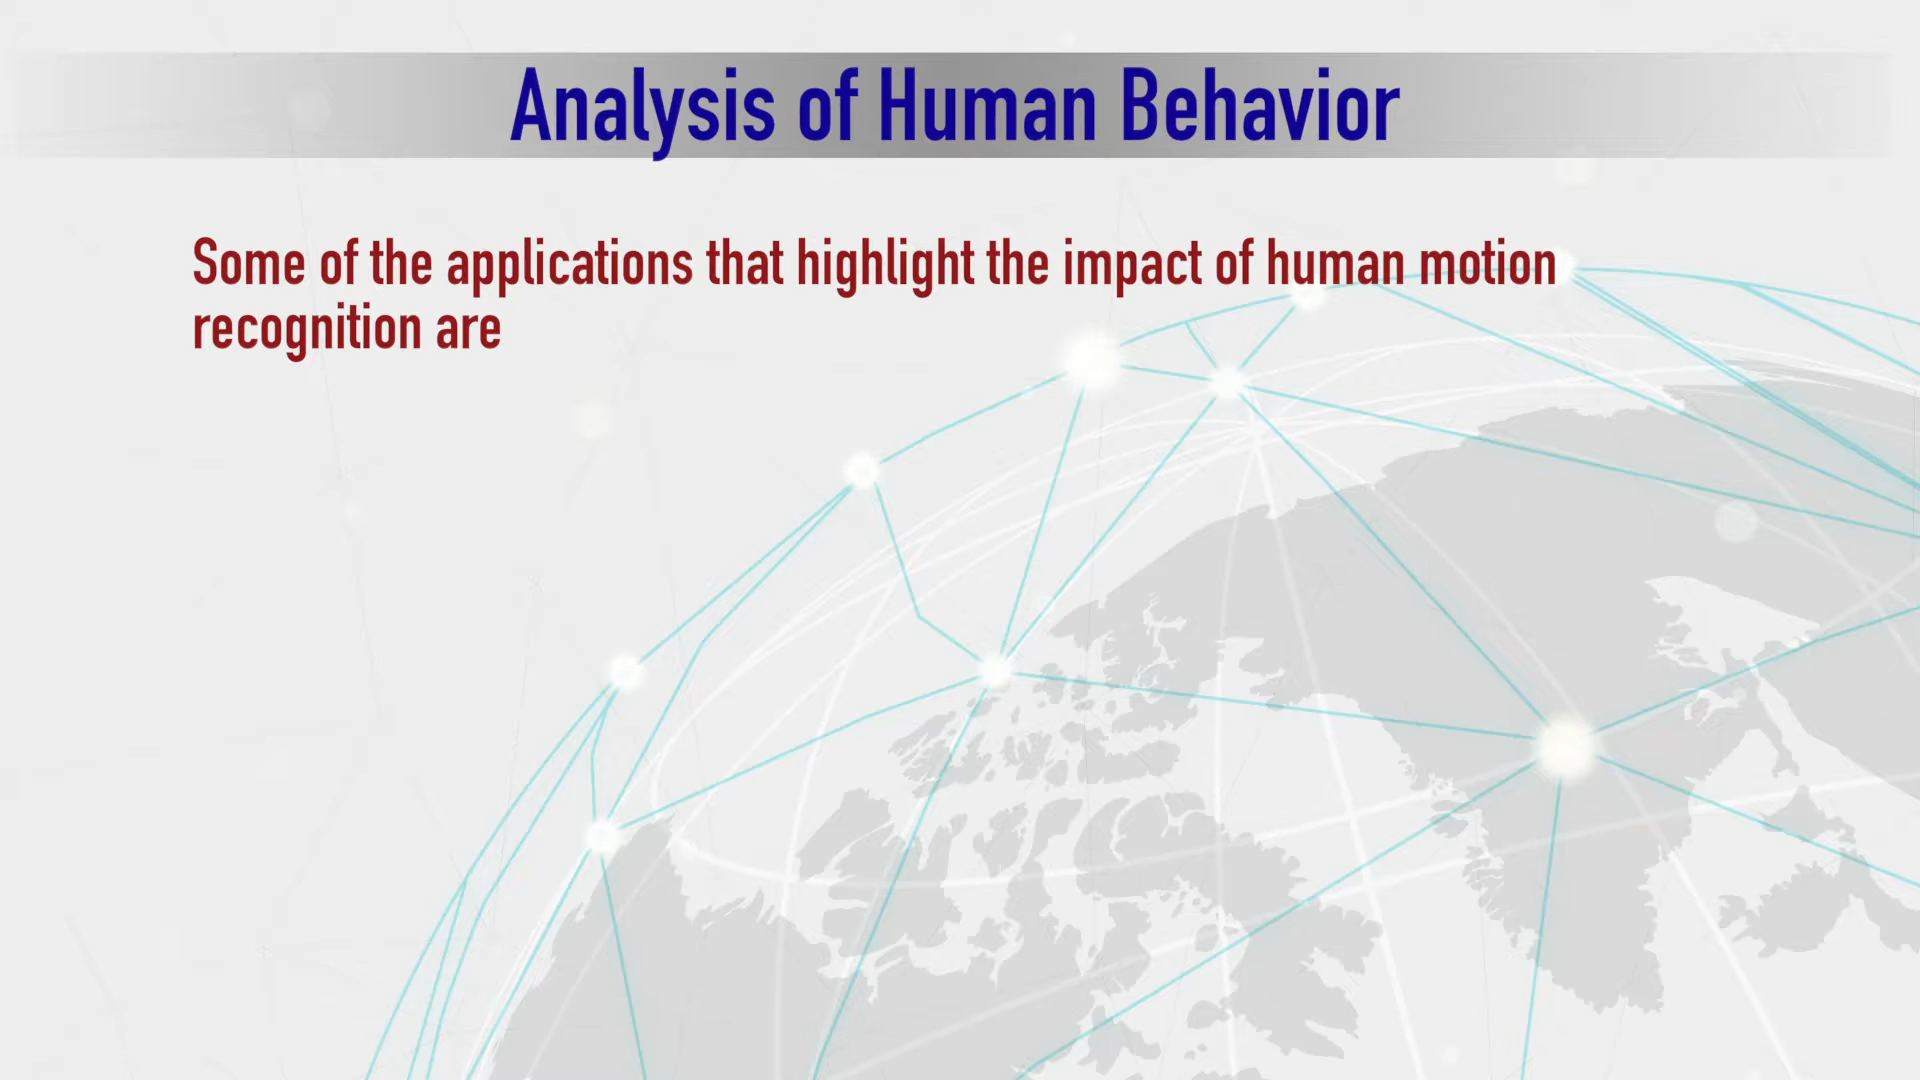 Analysis of Human Behavior
Some of the applications that highlight the impact of human motion
recognition are